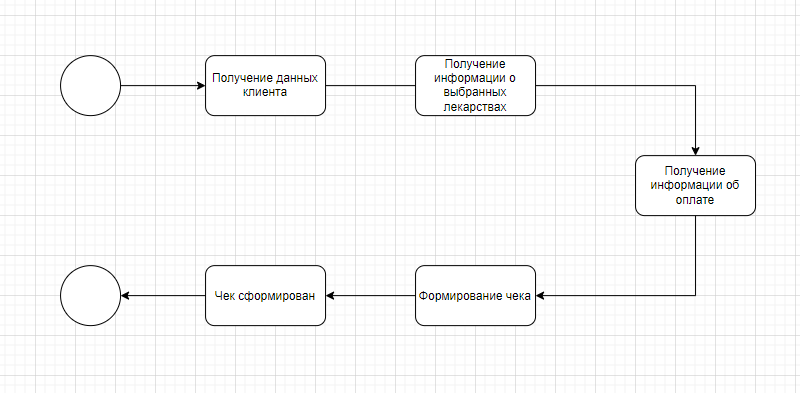 Получение данных
клиента
Получение
информации о
выбранных
лекарствах
Получение
информации об
оплате
Чек сформирован
Формирование чека